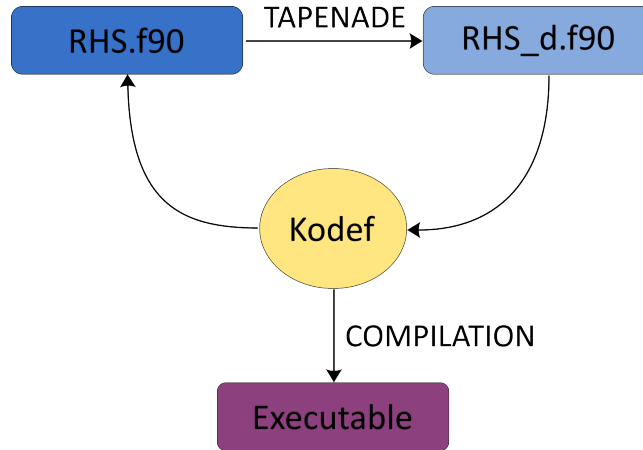 TAPENADE
RHS.f90
RHS_d.f90
Kodef
COMPILATION
Executable